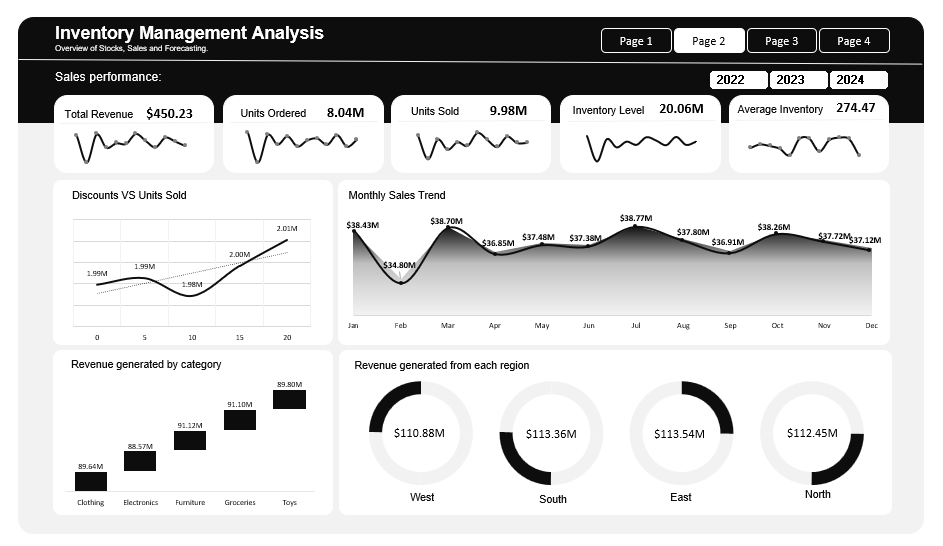 Inventory Management Analysis
Overview of Stocks, Sales and Forecasting.
Page 1
Page 2
Page 3
Page 4
Sales performance:
2022
2023
2024
Total Revenue $450.23
Units Ordered 8.04M
Units Sold 9.98M
Inventory Level 20.06M
Average Inventory 274.47
Discounts VS Units Sold
1.99M
1.99M
1.98M
2.00M
2.01M
0 5 10 15 20
Monthly Sales Trend
$38.43M
$34.80M
$38.70M
$36.85M
$37.48M
$37.38M
$38.77M
$37.80M
$36.91M
$38.26M
$37.72M
$37.12M
Jan Feb Mar Apr May Jun Jul Aug Sep Oct Nov Dec
Revenue generated by category
89.64M
88.57M
91.12M
91.10M
89.80M
Clothing Electronics Furniture Groceries Toys
Revenue generated from each region
$110.88M
$113.36M
$113.54M
$112.45M
West
South
East
North